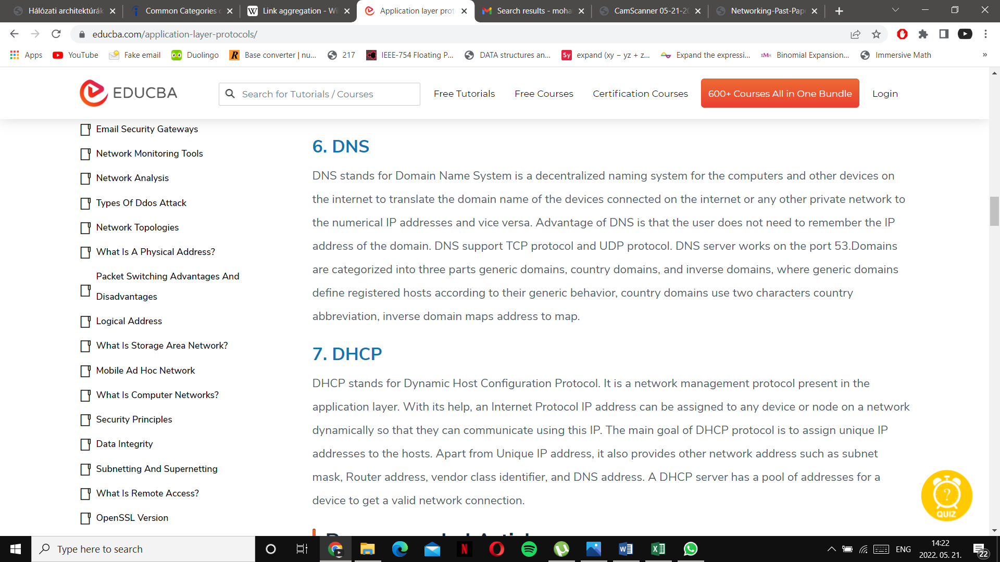 Hálózati architektúrák
Common Categories
Link aggregation - Wi
Application layer prot
Search results - moha
CamScanner 05-21-20
Networking-Past-Pap
educba.com/application-layer-protocols/
Apps
YouTube
Fake email
Duolingo
Base converter | nu...
217
IEEE-754 Floating P...
DATA structures an...
expand (xy − yz + z...
Expand the expressi...
Binomial Expansion...
Immersive Math
»
EDUCBA
Search for Tutorials / Courses
Free Tutorials
Free Courses
Certification Courses
600+ Courses All in One Bundle
Login
Email Security Gateways
Network Monitoring Tools
Network Analysis
Types Of Ddos Attack
Network Topologies
What Is A Physical Address?
Packet Switching Advantages And
Disadvantages
Logical Address
What Is Storage Area Network?
Mobile Ad Hoc Network
What Is Computer Networks?
Security Principles
Data Integrity
Subnetting And Supernetting
What Is Remote Access?
OpenSSL Version
6. DNS
DNS stands for Domain Name System is a decentralized naming system for the computers and other devices on
the internet to translate the domain name of the devices connected on the internet or any other private network to
the numerical IP addresses and vice versa. Advantage of DNS is that the user does not need to remember the IP
address of the domain. DNS support TCP protocol and UDP protocol. DNS server works on the port 53.Domains
are categorized into three parts generic domains, country domains, and inverse domains, where generic domains
define registered hosts according to their generic behavior, country domains use two characters country
abbreviation, inverse domain maps address to map.
7. DHCP
DHCP stands for Dynamic Host Configuration Protocol. It is a network management protocol present in the
application layer. With its help, an Internet Protocol IP address can be assigned to any device or node on a network
dynamically so that they can communicate using this IP. The main goal of DHCP protocol is to assign unique IP
addresses to the hosts. Apart from Unique IP address, it also provides other network address such as subnet
mask, Router address, vendor class identifier, and DNS address. A DHCP server has a pool of addresses for a
device to get a valid network connection.
?
QUIZ
Type here to search
ENG
14:22
2022. 05. 21.
22